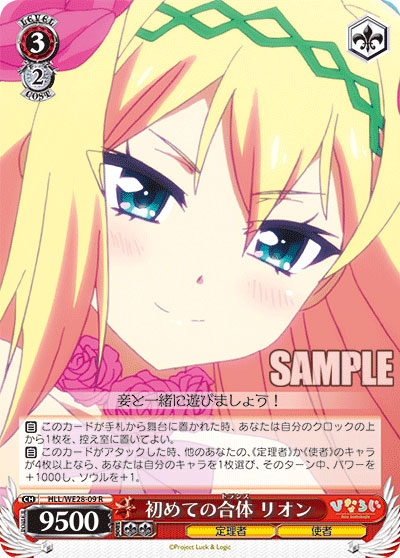 LEVEL
3
2
COST
SAMPLE
妾と一緒に遊びましょう！
【自】このカードが手札から舞台に置かれた時、あなたは自分のクロックの上から1枚を、控え室に置いてよい。
【自】このカードがアタックした時、他のあなたの、《定理者》か《使者》のキャラが4枚以上なら、あなたは自分のキャラを1枚選び、そのターン中、パワーを+1000し、ソウルを+1。
CH HLL/WE28-09 R
トランス
9500
初めての合体 リオン
ひなろじ
定理者
使者
©Project Luck & Logic